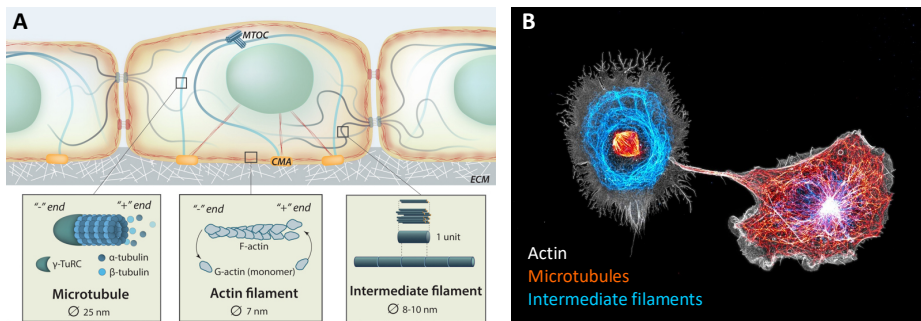 A
MTOC
CMA
ECM
"-" end
"+" end
γ-TuRC
α-tubulin
β-tubulin
Microtubule
∅ 25 nm
"-" end
"+" end
F-actin
G-actin (monomer)
Actin filament
∅ 7 nm
1 unit
Intermediate filament
∅ 8-10 nm
B
Actin
Microtubules
Intermediate filaments